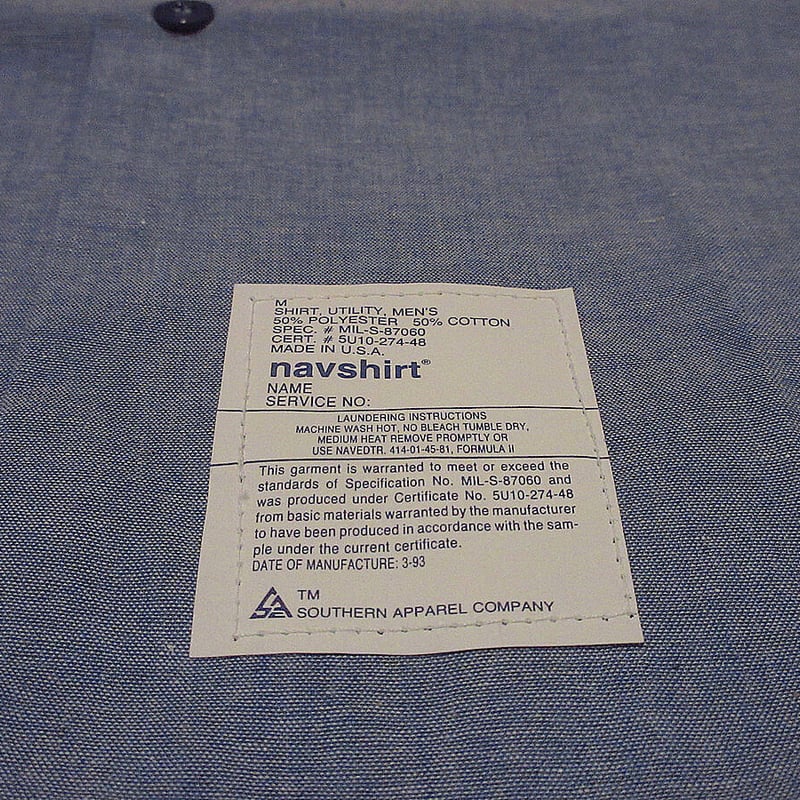 M
SHIRT, UTILITY, MEN'S
50% POLYESTER 50% COTTON
SPEC. # MIL-S-87060
CERT. # 5U10-274-48
MADE IN U.S.A.
navshirt®
NAME
SERVICE NO:
LAUNDERING INSTRUCTIONS
MACHINE WASH HOT, NO BLEACH TUMBLE DRY,
MEDIUM HEAT REMOVE PROMPTLY OR
USE NAVEDTR. 414-01-45-81, FORMULA II
This garment is warranted to meet or exceed the
standards of Specification No. MIL-S-87060 and
was produced under Certificate No. 5U10-274-48
from basic materials warranted by the manufacturer
to have been produced in accordance with the sam-
ple under the current certificate.
DATE OF MANUFACTURE: 3-93
TM
SOUTHERN APPAREL COMPANY